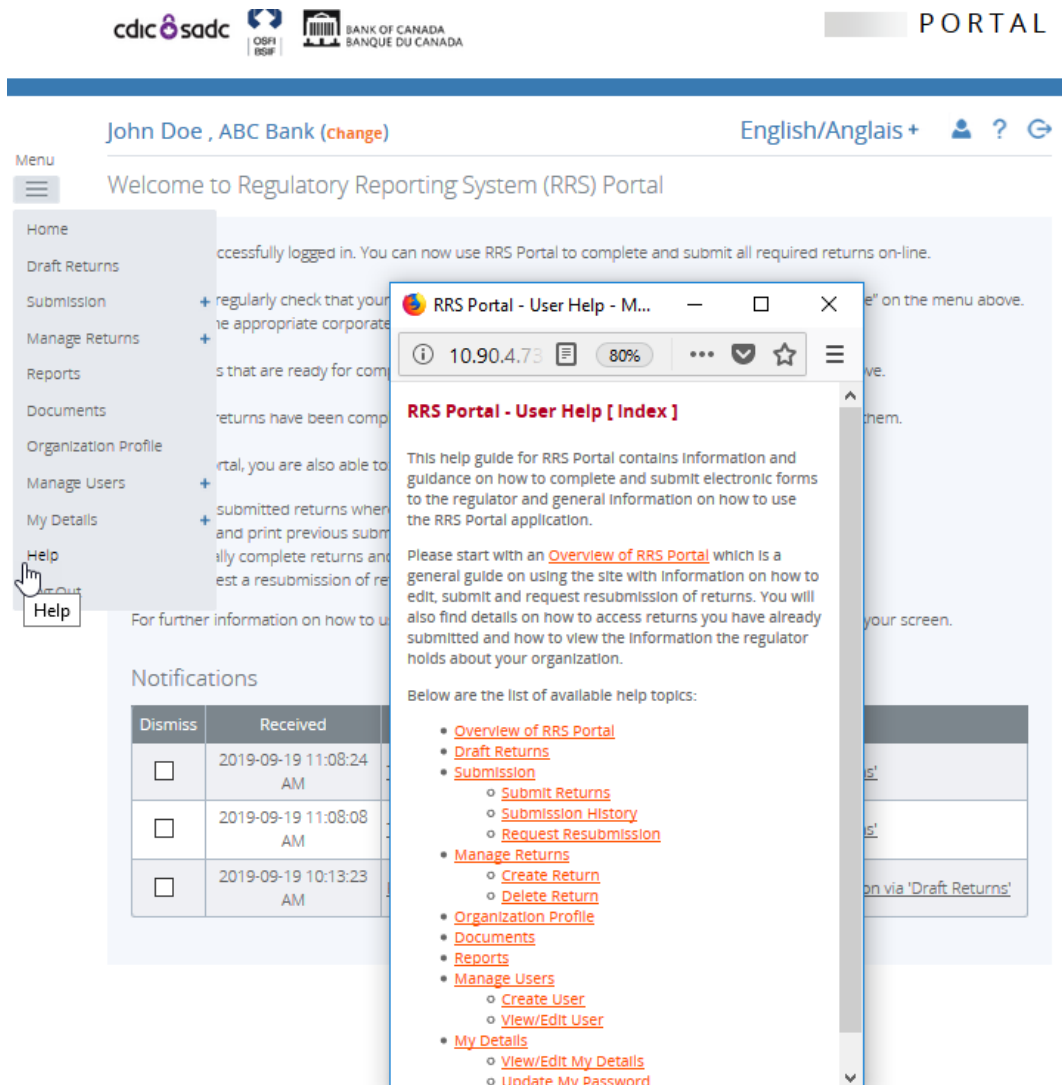 cdic sadc
OSFI
BSIF
BANK OF CANADA
BANQUE DU CANADA
PORTAL
John Doe , ABC Bank (Change)
English/Anglais +
?
Menu
Welcome to Regulatory Reporting System (RRS) Portal
Home
Draft Returns
Submission +
Manage Returns +
Reports
Documents
Organization Profile
Manage Users +
My Details +
Help
Log Out
Help
ccessfully logged in. You can now use RRS Portal to complete and submit all required returns on-line.
regularly check that your
e" on the menu above.
he appropriate corporate
s that are ready for comp
ve.
returns have been comp
hem.
rtal, you are also able to
submitted returns wher
and print previous subm
ally complete returns and
est a resubmission of re
For further information on how to u
your screen.
RRS Portal - User Help - M...
10.90.4.73
80%
RRS Portal - User Help [ Index ]
This help guide for RRS Portal contains information and
guidance on how to complete and submit electronic forms
to the regulator and general information on how to use
the RRS Portal application.
Please start with an Overview of RRS Portal which is a
general guide on using the site with information on how to
edit, submit and request resubmission of returns. You will
also find details on how to access returns you have already
submitted and how to view the information the regulator
holds about your organization.
Below are the list of available help topics:
Overview of RRS Portal
Draft Returns
Submission
Submit Returns
Submission History
Request Resubmission
Manage Returns
Create Return
Delete Return
Organization Profile
Documents
Reports
Manage Users
Create User
View/Edit User
My Details
View/Edit My Details
Update My Password
Notifications
Dismiss Received
2019-09-19 11:08:24
AM
s'
2019-09-19 11:08:08
AM
s'
2019-09-19 10:13:23
AM
on via 'Draft Returns'